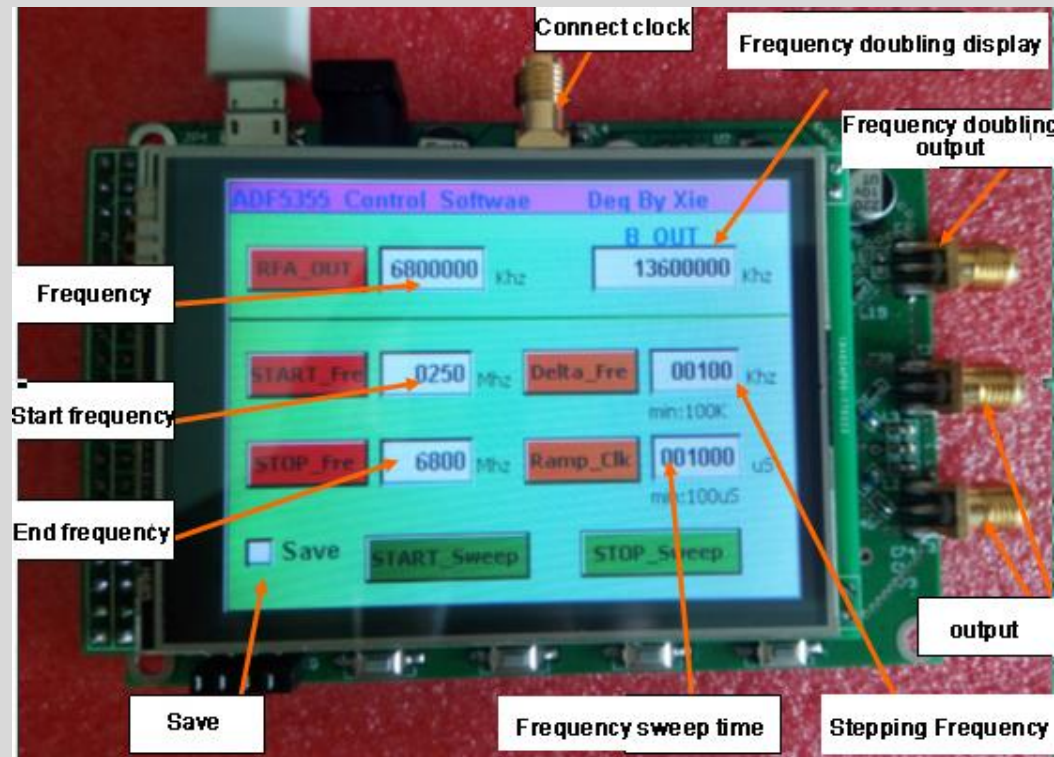 Connect clock
Frequency doubling display
Frequency doubling
output
ADF5355 Control Softwae Deq By Xie
B_OUT
RFA_OUT 6800000 Khz 13600000 Khz
Frequency
START_Fre 0250 Mhz Delta_Fre 00100 Khz
min:100K
Start frequency
STOP_Fre 6800 Mhz Ramp_Clk 001000 uS
min:100uS
End frequency
Save START_Sweep STOP_Sweep
output
Save
Frequency sweep time
Stepping Frequency